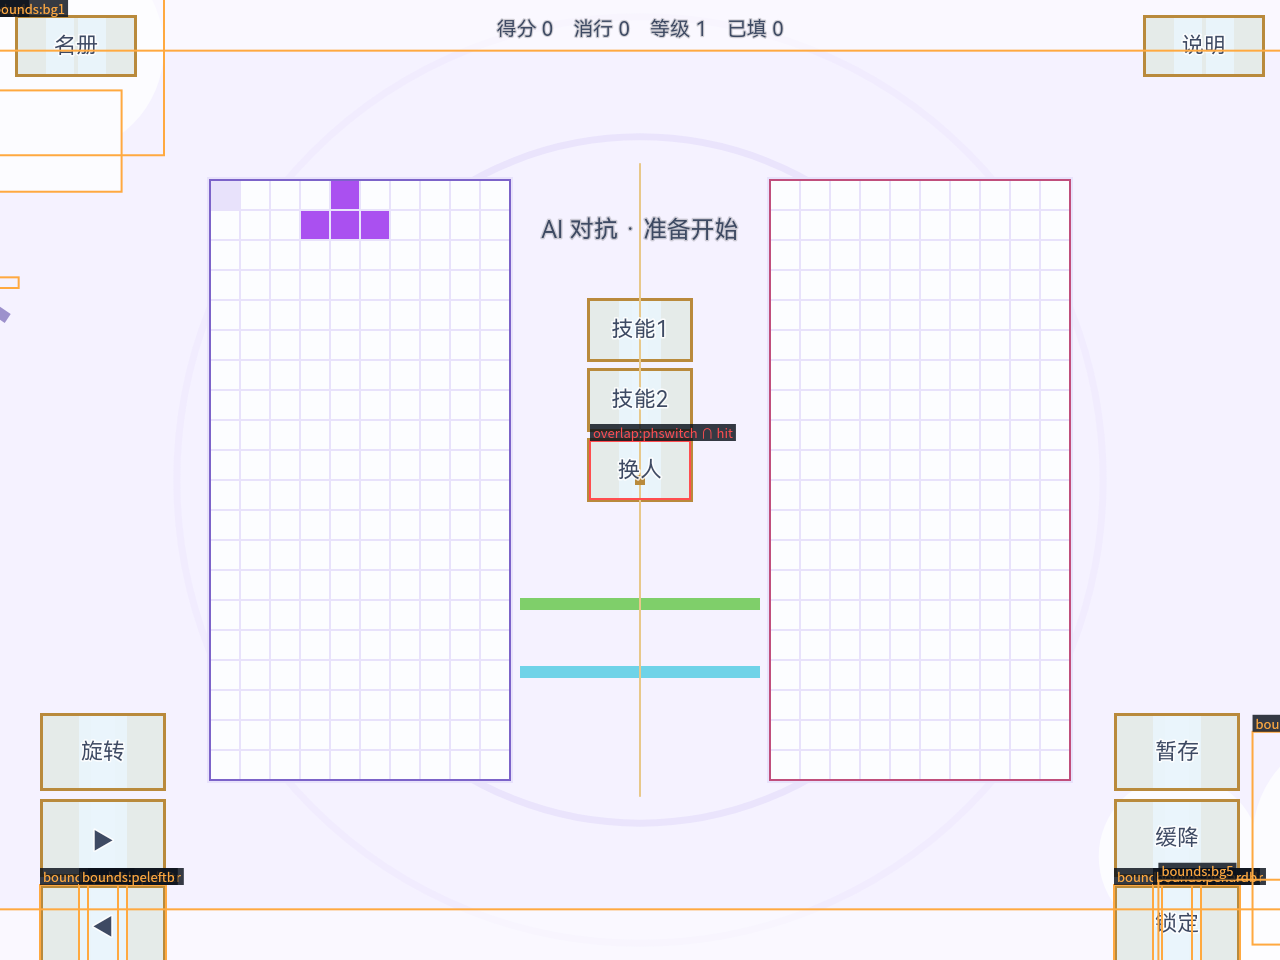 ounds:bg1
名册
得分 0 消行 0 等级 1 已填 0
说明
AI 对抗 · 准备开始
技能1
技能2
overlap:phswitch ∩ hit
换人
旋转
暂存
缓降
bounds:peleftb
bounds:bg5
锁定